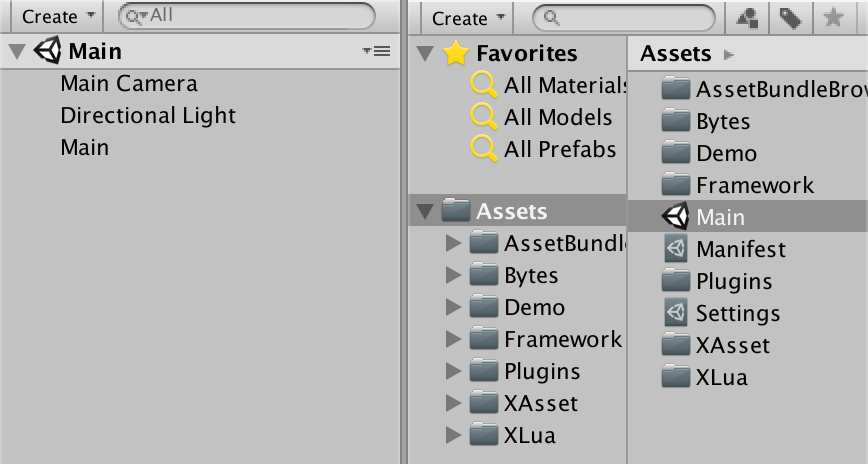 Create
All
Main
Main Camera
Directional Light
Main
Create
Favorites
All Materials
All Models
All Prefabs
Assets
AssetBundl
Bytes
Demo
Framework
Plugins
XAsset
XLua
Assets
AssetBundleBrow
Bytes
Demo
Framework
Main
Manifest
Plugins
Settings
XAsset
XLua